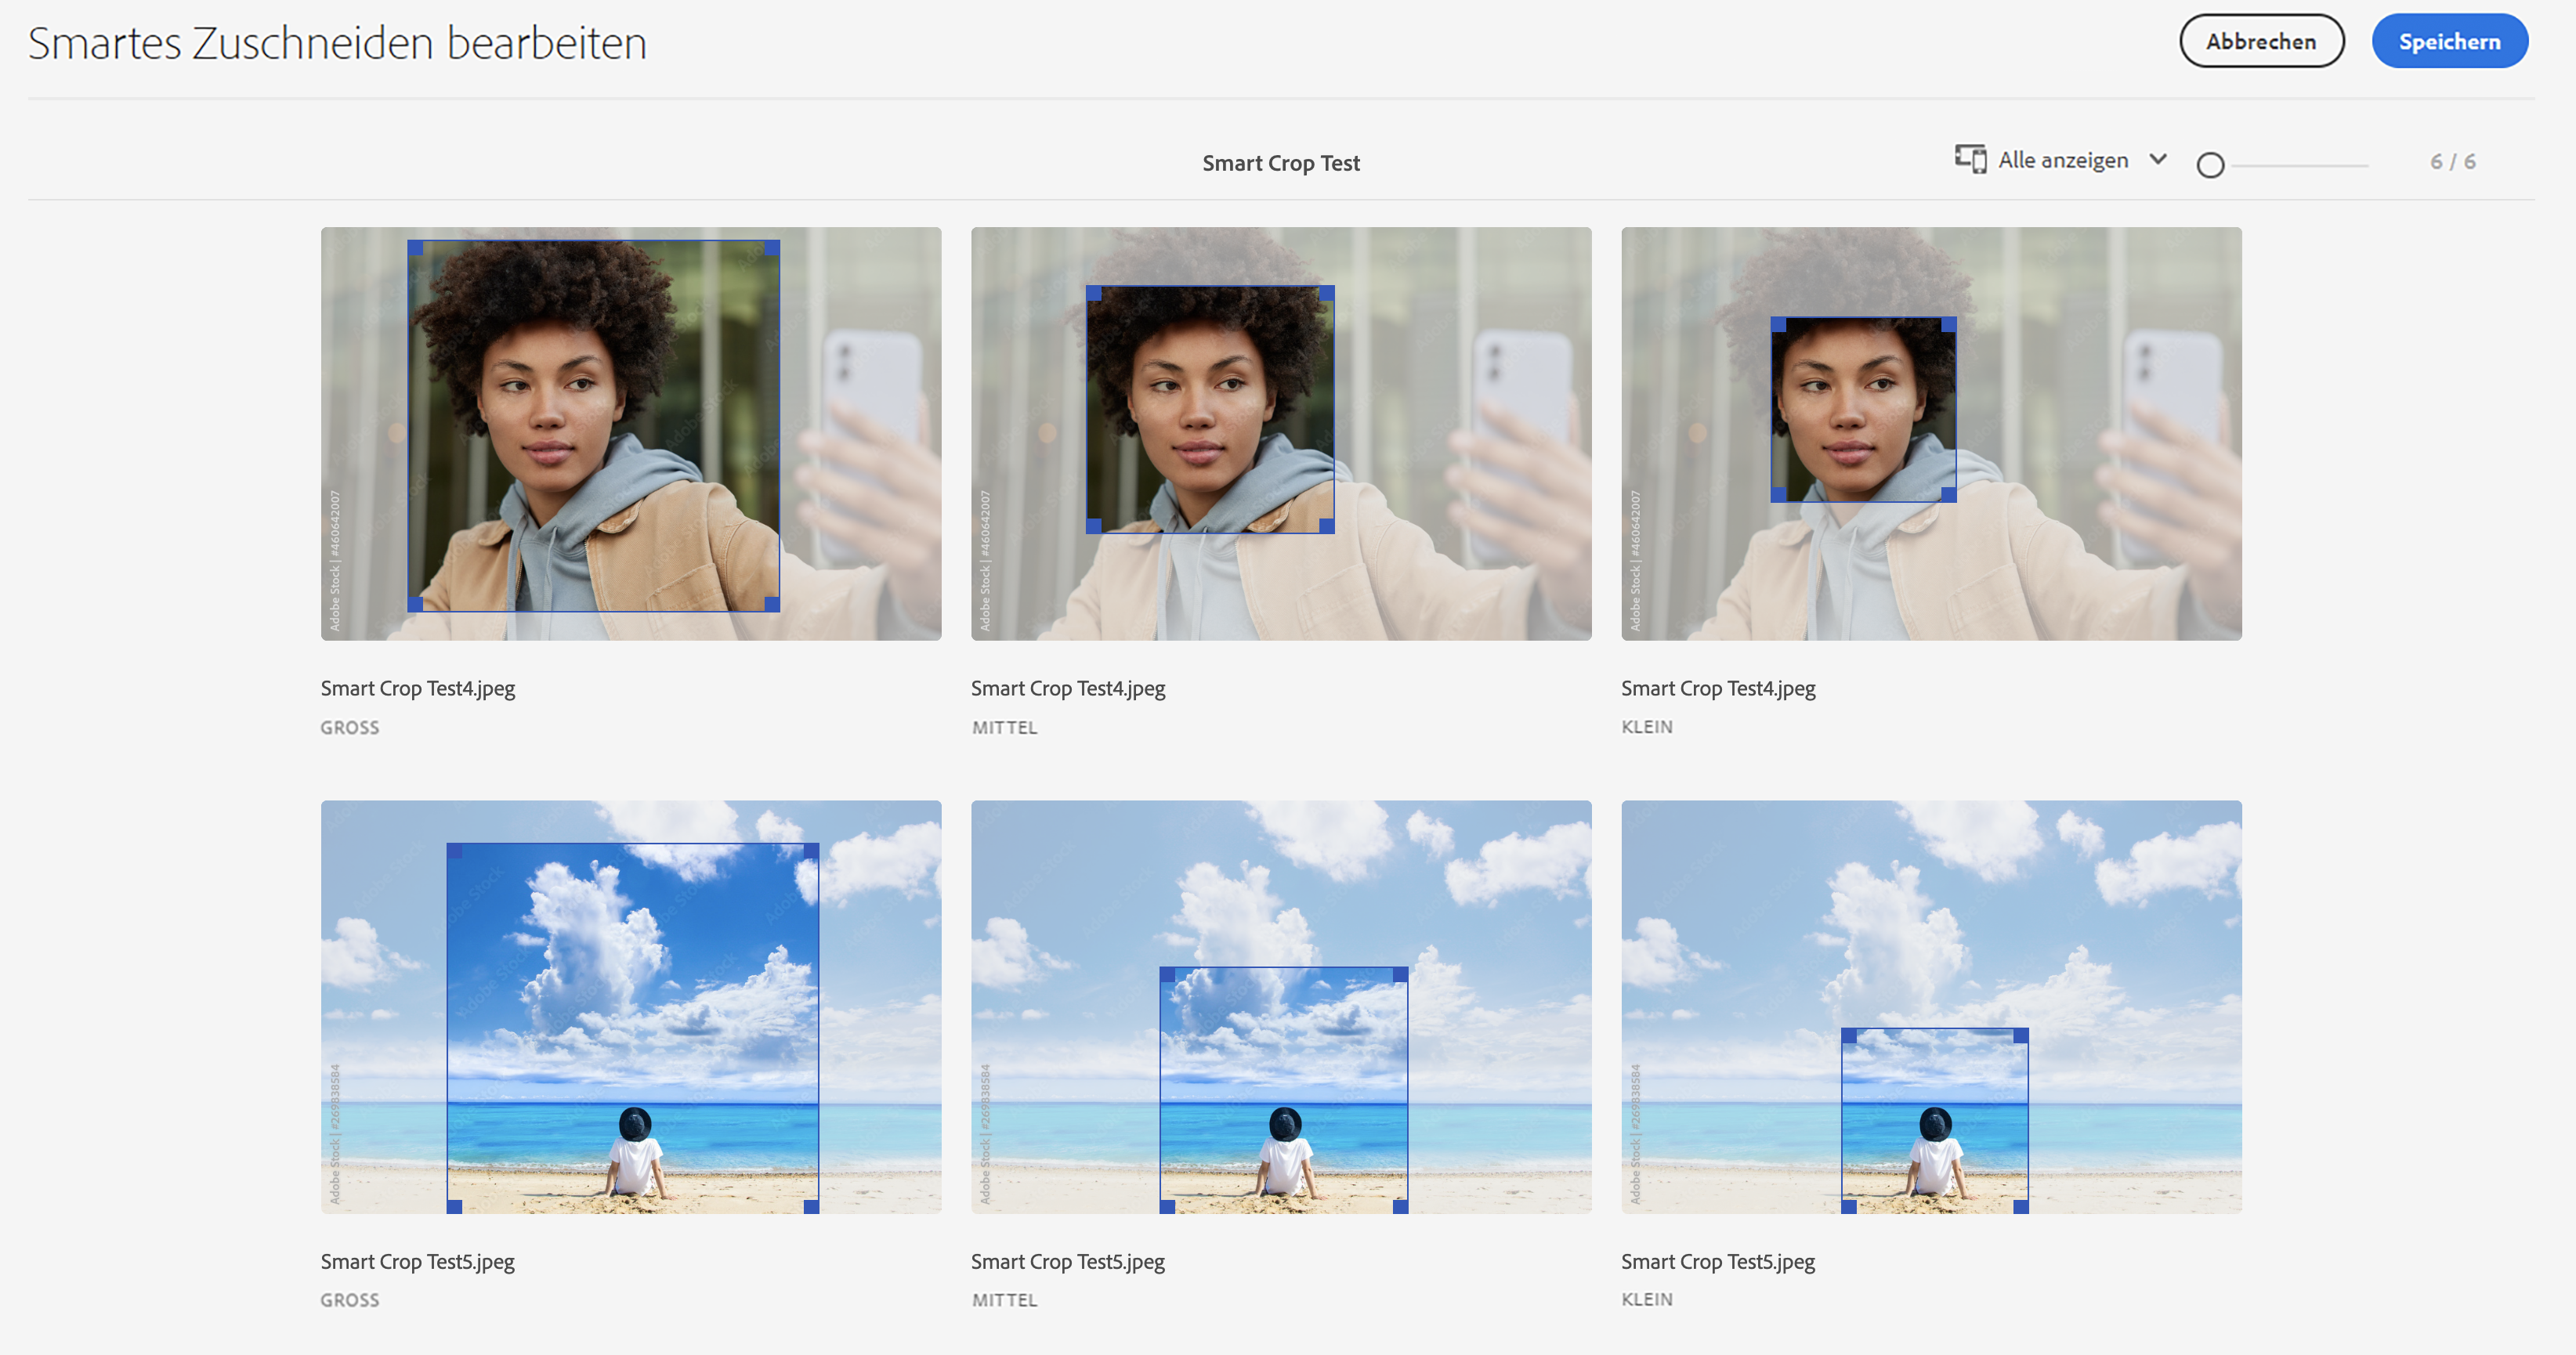 Smartes Zuschneiden bearbeiten
Abbrechen
Speichern
Smart Crop Test
Alle anzeigen
6 / 6
Adobe Stock | #460642007
Adobe Stock | #460642007
Adobe Stock | #460642007
Smart Crop Test4.jpeg
Smart Crop Test4.jpeg
Smart Crop Test4.jpeg
GROSS
MITTEL
KLEIN
Adobe Stock | #269838584
Adobe Stock | #269838584
Adobe Stock | #269838584
Smart Crop Test5.jpeg
Smart Crop Test5.jpeg
Smart Crop Test5.jpeg
GROSS
MITTEL
KLEIN